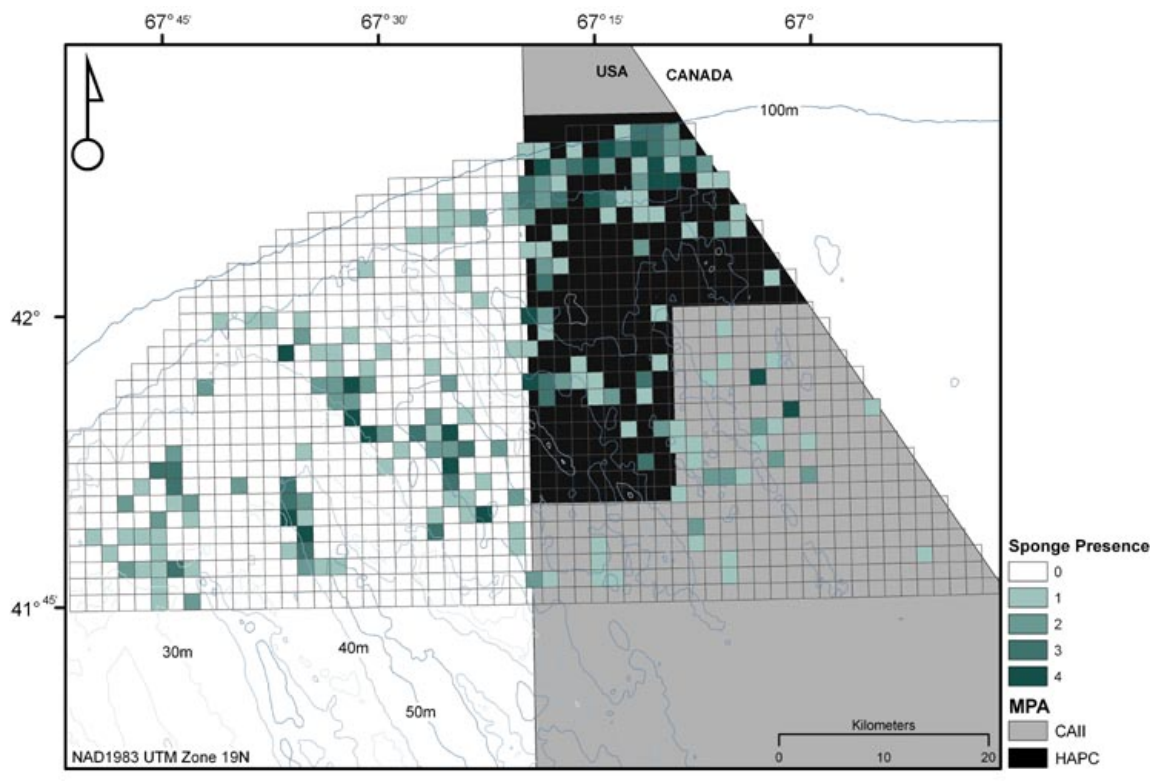 67° 45' 67° 30' 67° 15' 67°
USA CANADA
100m
42°
41° 45'
30m
40m
50m
NAD1983 UTM Zone 19N
Kilometers
0 10 20
Sponge Presence
0
1
2
3
4
MPA
CAII
HAPC